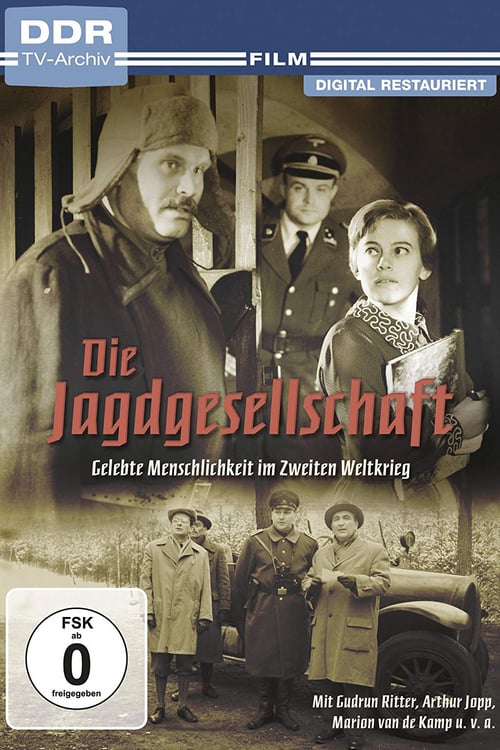 DDR
TV-Archiv
FILM
DIGITAL RESTAURIERT
Die
Jagdgesellschaft
Gelebte Menschlichkeit im Zweiten Weltkrieg
FSK
ab
0
freigegeben
Mit Gudrun Ritter, Arthur Jopp,
Marion van de Kamp u. v. a.